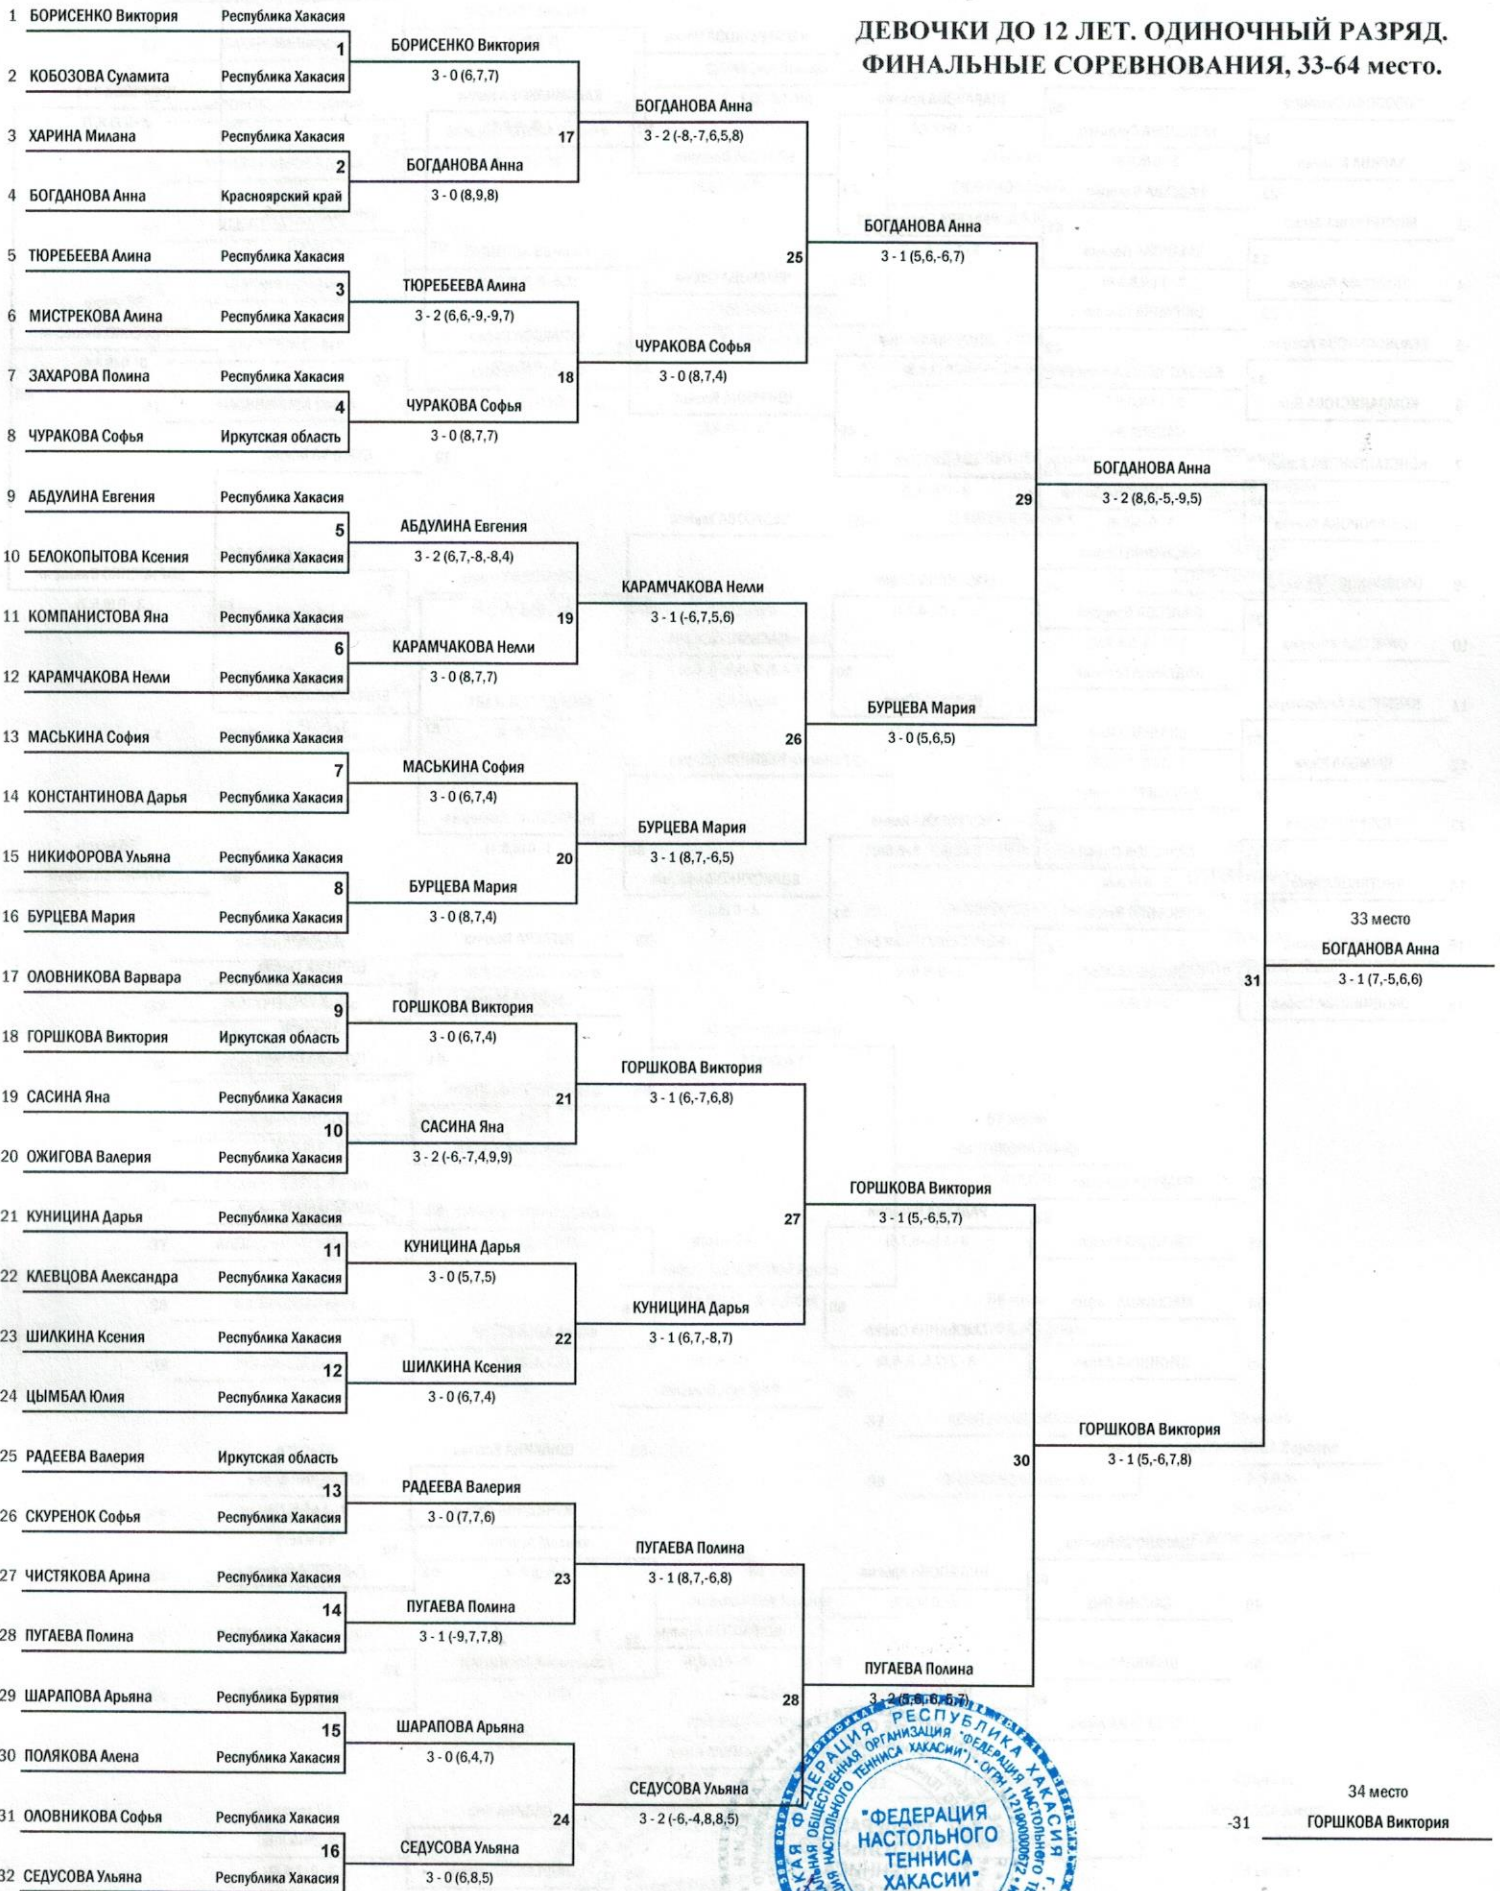 ДЕВОЧКИ ДО 12 ЛЕТ. ОДИНОЧНЫЙ РАЗРЯД.
ФИНАЛЬНЫЕ СОРЕВНОВАНИЯ, 33-64 место.
1 БОРИСЕНКО Виктория Республика Хакасия
1 БОРИСЕНКО Виктория
2 КОБОЗОВА Суламита Республика Хакасия 3 - 0 (6,7,7)
БОГДАНОВА Анна
3 ХАРИНА Милана Республика Хакасия 17 3 - 2 (-8,-7,6,5,8)
2 БОГДАНОВА Анна
4 БОГДАНОВА Анна Красноярский край 3 - 0 (8,9,8)
БОГДАНОВА Анна
5 ТЮРЕБЕЕВА Алина Республика Хакасия 25 3 - 1 (5,6,-6,7)
3 ТЮРЕБЕЕВА Алина
6 МИСТРЕКОВА Алина Республика Хакасия 3 - 2 (6,6,-9,-9,7)
ЧУРАКОВА Софья
7 ЗАХАРОВА Полина Республика Хакасия 18 3 - 0 (8,7,4)
4 ЧУРАКОВА Софья
8 ЧУРАКОВА Софья Иркутская область 3 - 0 (8,7,7)
БОГДАНОВА Анна
9 АБДУЛИНА Евгения Республика Хакасия 29 3 - 2 (8,6,-5,-9,5)
5 АБДУЛИНА Евгения
10 БЕЛОКОПЫТОВА Ксения Республика Хакасия 3 - 2 (6,7,-8,-8,4)
КАРАМЧАКОВА Нелли
11 КОМПАНИСТОВА Яна Республика Хакасия 19 3 - 1 (-6,7,5,6)
6 КАРАМЧАКОВА Нелли
12 КАРАМЧАКОВА Нелли Республика Хакасия 3 - 0 (8,7,7)
БУРЦЕВА Мария
13 МАСЬКИНА София Республика Хакасия 26 3 - 0 (5,6,5)
7 МАСЬКИНА София
14 КОНСТАНТИНОВА Дарья Республика Хакасия 3 - 0 (6,7,4)
БУРЦЕВА Мария
15 НИКИФОРОВА Ульяна Республика Хакасия 20 3 - 1 (8,7,-6,5)
8 БУРЦЕВА Мария
16 БУРЦЕВА Мария Республика Хакасия 3 - 0 (8,7,4)
33 место
БОГДАНОВА Анна
17 ОЛОВНИКОВА Варвара Республика Хакасия 31 3 - 1 (7,-5,6,6)
9 ГОРШКОВА Виктория
18 ГОРШКОВА Виктория Иркутская область 3 - 0 (6,7,4)
ГОРШКОВА Виктория
19 САСИНА Яна Республика Хакасия 21 3 - 1 (6,-7,6,8)
10 САСИНА Яна
20 ОЖИГОВА Валерия Республика Хакасия 3 - 2 (-6,-7,4,9,9)
ГОРШКОВА Виктория
21 КУНИЦИНА Дарья Республика Хакасия 27 3 - 1 (5,-6,5,7)
11 КУНИЦИНА Дарья
22 КЛЕВЦОВА Александра Республика Хакасия 3 - 0 (5,7,5)
КУНИЦИНА Дарья
23 ШИЛКИНА Ксения Республика Хакасия 22 3 - 1 (6,7,-8,7)
12 ШИЛКИНА Ксения
24 ЦЫМБАЛ Юлия Республика Хакасия 3 - 0 (6,7,4)
ГОРШКОВА Виктория
25 РАДЕЕВА Валерия Иркутская область 30 3 - 1 (5,-6,7,8)
13 РАДЕЕВА Валерия
26 СКУРЕНОК Софья Республика Хакасия 3 - 0 (7,7,6)
ПУГАЕВА Полина
27 ЧИСТЯКОВА Арина Республика Хакасия 23 3 - 1 (8,7,-6,8)
14 ПУГАЕВА Полина
28 ПУГАЕВА Полина Республика Хакасия 3 - 1 (-9,7,7,8)
ПУГАЕВА Полина
29 ШАРАПОВА Арьяна Республика Бурятия 28 3 - 2
15 ШАРАПОВА Арьяна
30 ПОЛЯКОВА Алена Республика Хакасия 3 - 0 (6,4,7)
СЕДУСОВА Ульяна 34 место
31 ОЛОВНИКОВА Софья Республика Хакасия 24 3 - 2 (-6,-4,8,8,5) -31 ГОРШКОВА Виктория
16 СЕДУСОВА Ульяна
32 СЕДУСОВА Ульяна Республика Хакасия 3 - 0 (6,8,5)
РЕСПУБЛИКА ХАКАСИЯ
"ФЕДЕРАЦИЯ
НАСТОЛЬНОГО
ТЕННИСА
ХАКАСИИ"